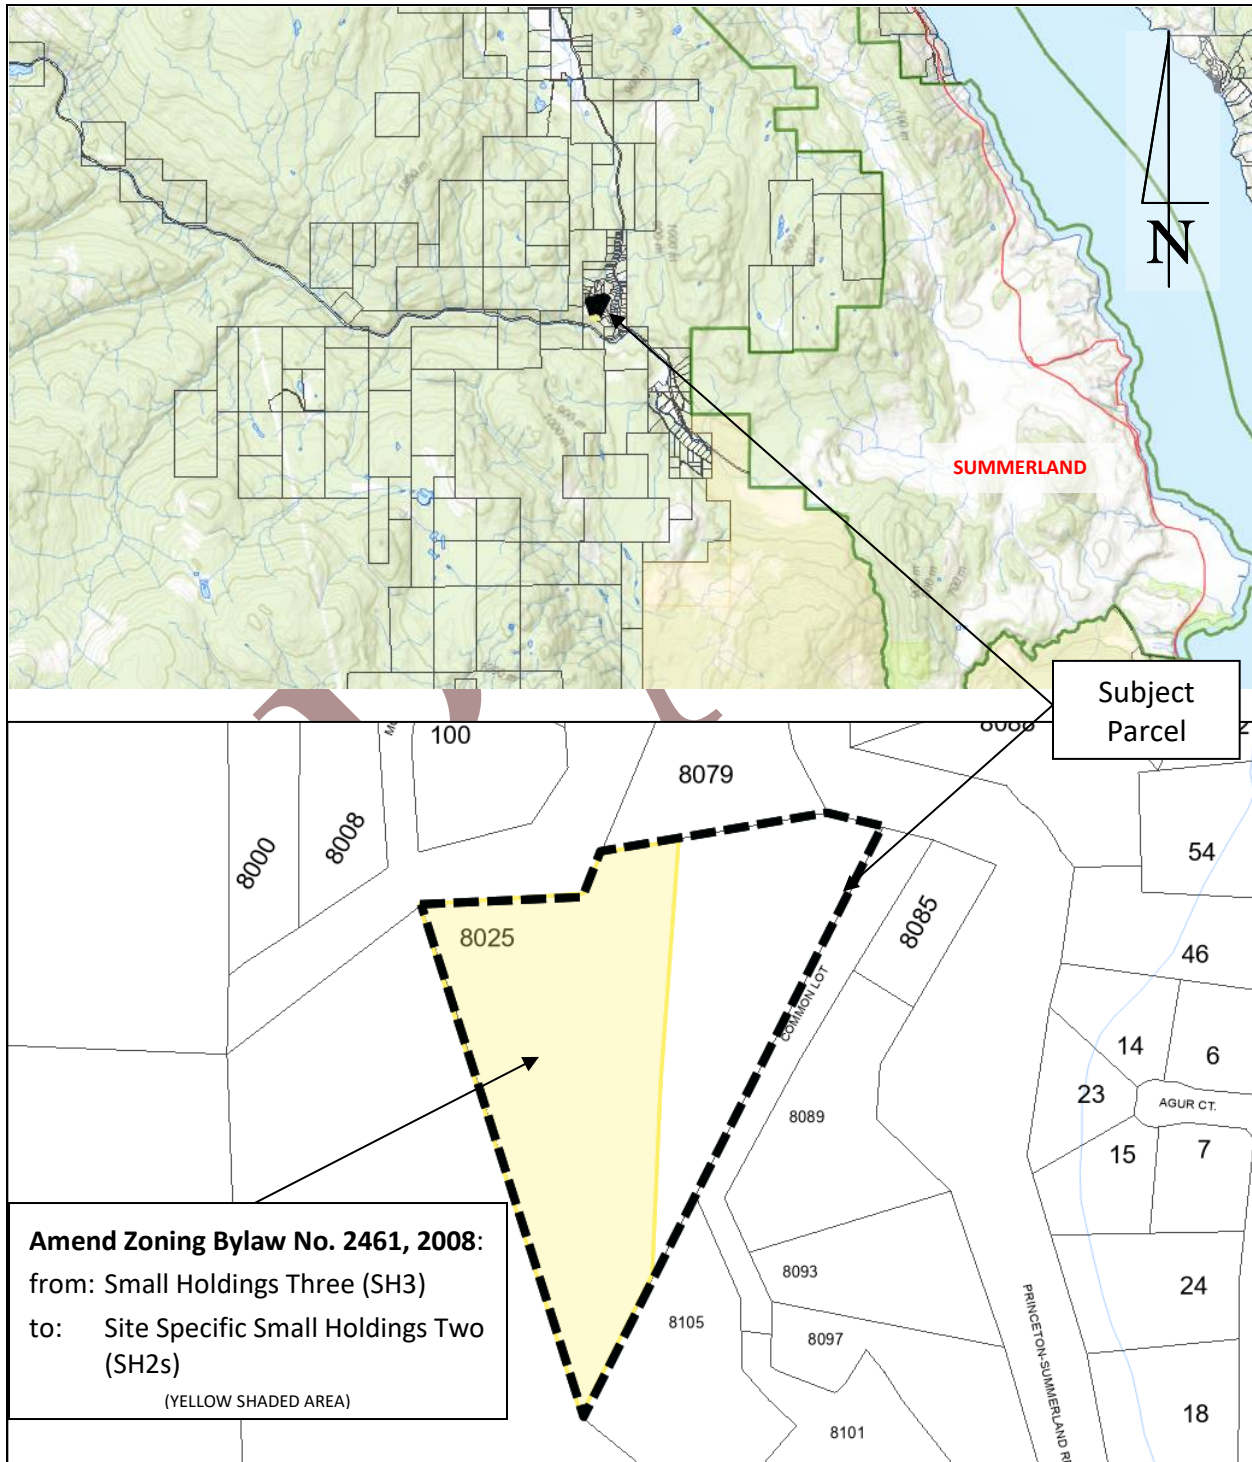 N
SUMMERLAND
Subject
Parcel
100
8079
8000
8008
8025
8085
COMMON LOT
8089
54
46
14
6
23
AGUR CT.
15
7
8093
8105
8097
24
PRINCETON-SUMMERLAND
18
8101
Amend Zoning Bylaw No. 2461, 2008:
from: Small Holdings Three (SH3)
to: Site Specific Small Holdings Two
(SH2s)
(YELLOW SHADED AREA)